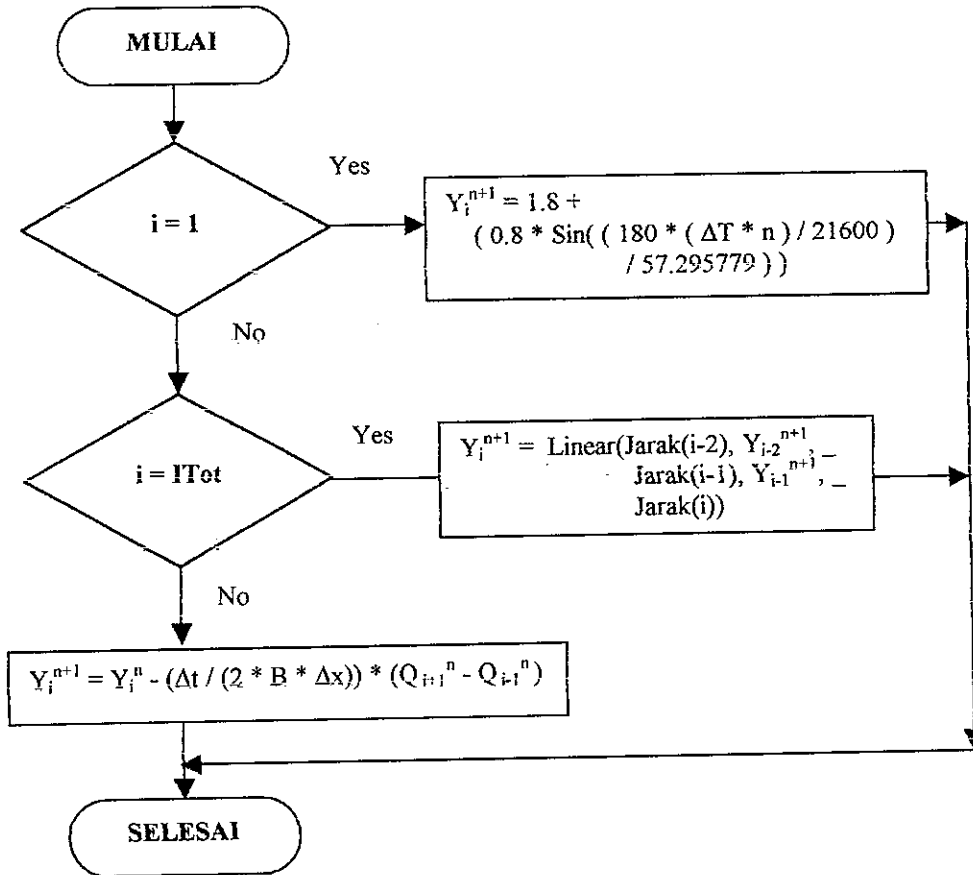 MULAI
Yes
i = 1
Y_i^{n+1} = 1.8 +
( 0.8 * Sin( ( 180 * ( ΔT * n ) / 21600 )
/ 57.295779 ) )
No
Yes
i = ITot
Y_i^{n+1} = Linear(Jarak(i-2), Y_{i-2}^{n+1}, _
Jarak(i-1), Y_{i-1}^{n+1}, _
Jarak(i))
No
Y_i^{n+1} = Y_i^n - (Δt / (2 * B * Δx)) * (Q_{i+1}^n - Q_{i-1}^n)
SELESAI